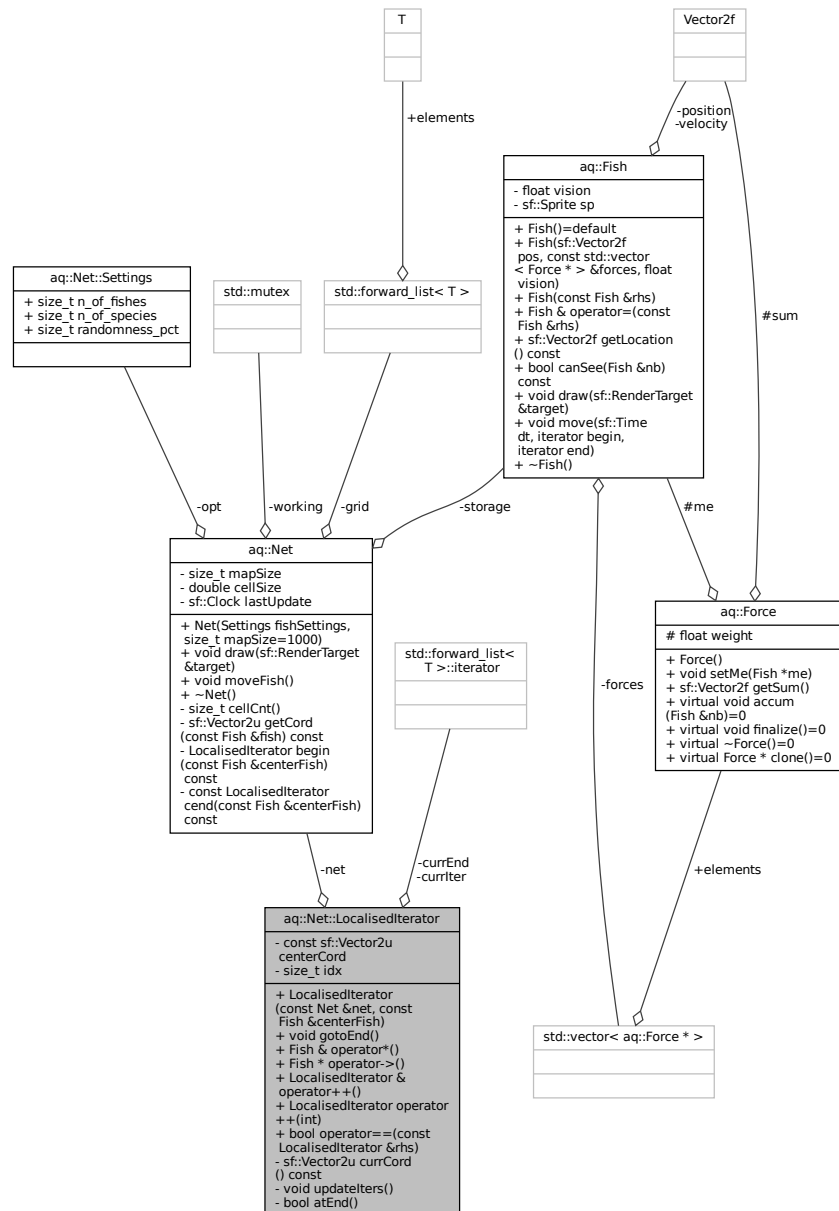 T
Vector2f
+elements
-position
-velocity
aq::Fish
- float vision
- sf::Sprite sp
+ Fish()=default
+ Fish(sf::Vector2f
pos, const std::vector
< Force * > &forces, float
vision)
+ Fish(const Fish &rhs)
+ Fish & operator=(const
Fish &rhs)
+ sf::Vector2f getLocation
() const
+ bool canSee(Fish &nb)
const
+ void draw(sf::RenderTarget
&target)
+ void move(sf::Time
dt, iterator begin,
iterator end)
+ ~Fish()
aq::Net::Settings
+ size_t n_of_fishes
+ size_t n_of_species
+ size_t randomness_pct
std::mutex
std::forward_list< T >
#sum
-opt
-working
-grid
-storage
#me
aq::Net
- size_t mapSize
- double cellSize
- sf::Clock lastUpdate
+ Net(Settings fishSettings,
size_t mapSize=1000)
+ void draw(sf::RenderTarget
&target)
+ void moveFish()
+ ~Net()
- size_t cellCnt()
- sf::Vector2u getCord
(const Fish &fish) const
- LocalisedIterator begin
(const Fish &centerFish)
const
- const LocalisedIterator
cend(const Fish &centerFish)
const
std::forward_list<
T >::iterator
-forces
aq::Force
# float weight
+ Force()
+ void setMe(Fish *me)
+ sf::Vector2f getSum()
+ virtual void accum
(Fish &nb)=0
+ virtual void finalize()=0
+ virtual ~Force()=0
+ virtual Force * clone()=0
-net
-currEnd
-currIter
+elements
aq::Net::LocalisedIterator
- const sf::Vector2u
centerCord
- size_t idx
+ LocalisedIterator
(const Net &net, const
Fish &centerFish)
+ void gotoEnd()
+ Fish & operator*()
+ Fish * operator->()
+ LocalisedIterator &
operator++()
+ LocalisedIterator operator
++(int)
+ bool operator==(const
LocalisedIterator &rhs)
- sf::Vector2u currCord
() const
- void updateIters()
- bool atEnd()
std::vector< aq::Force * >